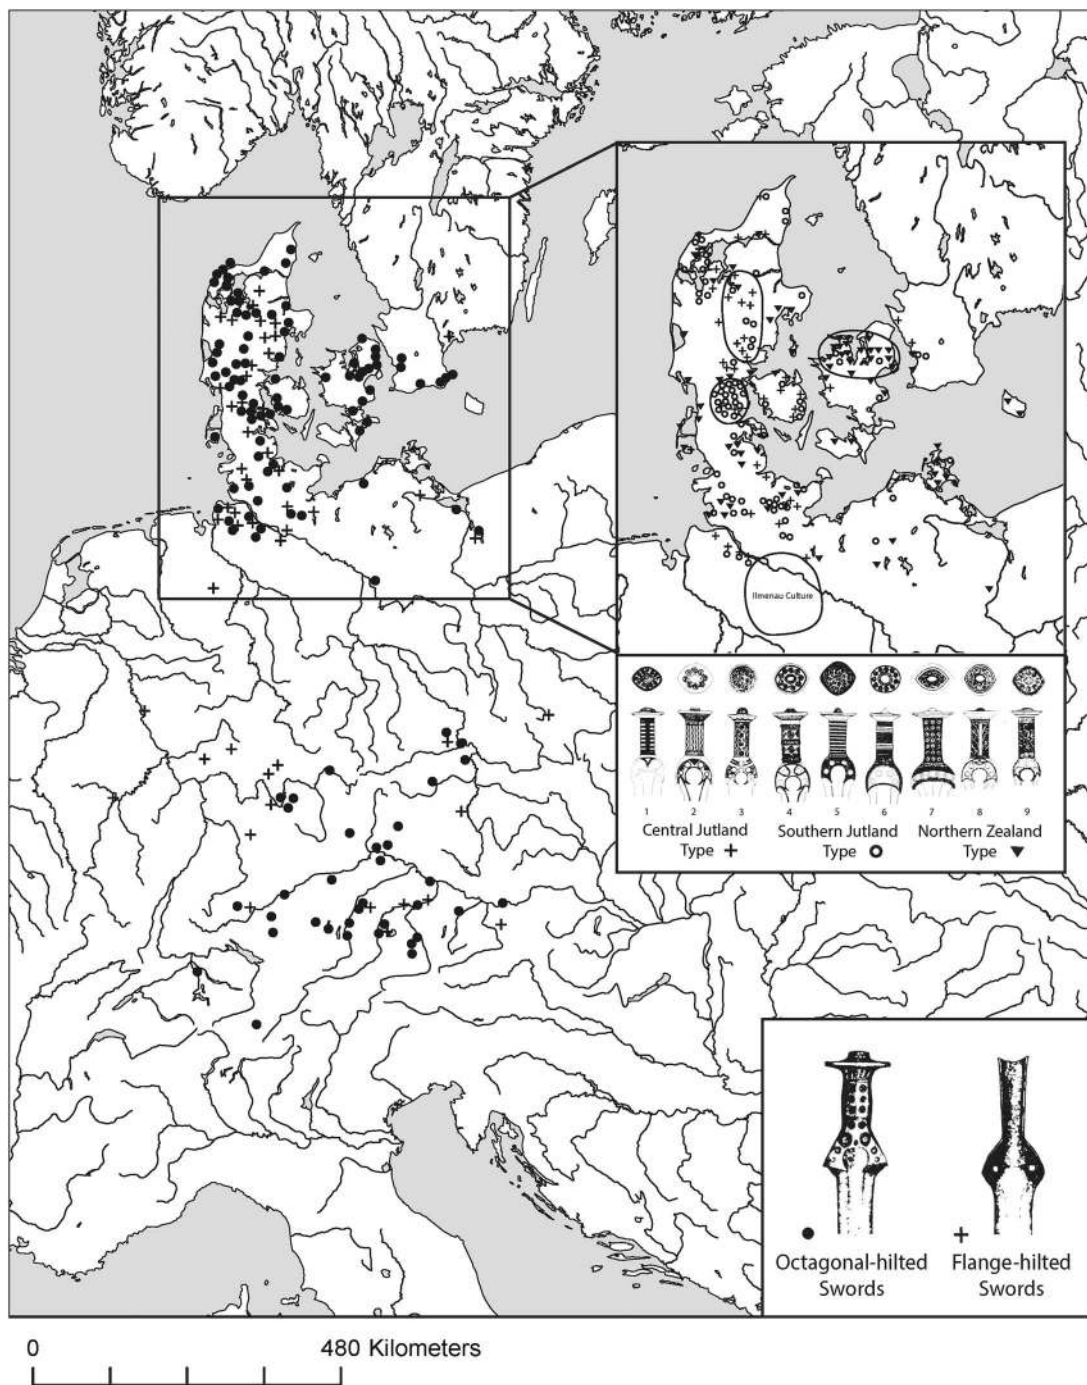 Ilmenau Culture
1 2 3 4 5 6 7 8 9
Central Jutland Southern Jutland Northern Zealand
Type + Type o Type ▼
Octagonal-hilted Flange-hilted
Swords Swords
0 480 Kilometers